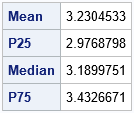 Mean 3.2304533
P25 2.9768798
Median 3.1899751
P75 3.4326671